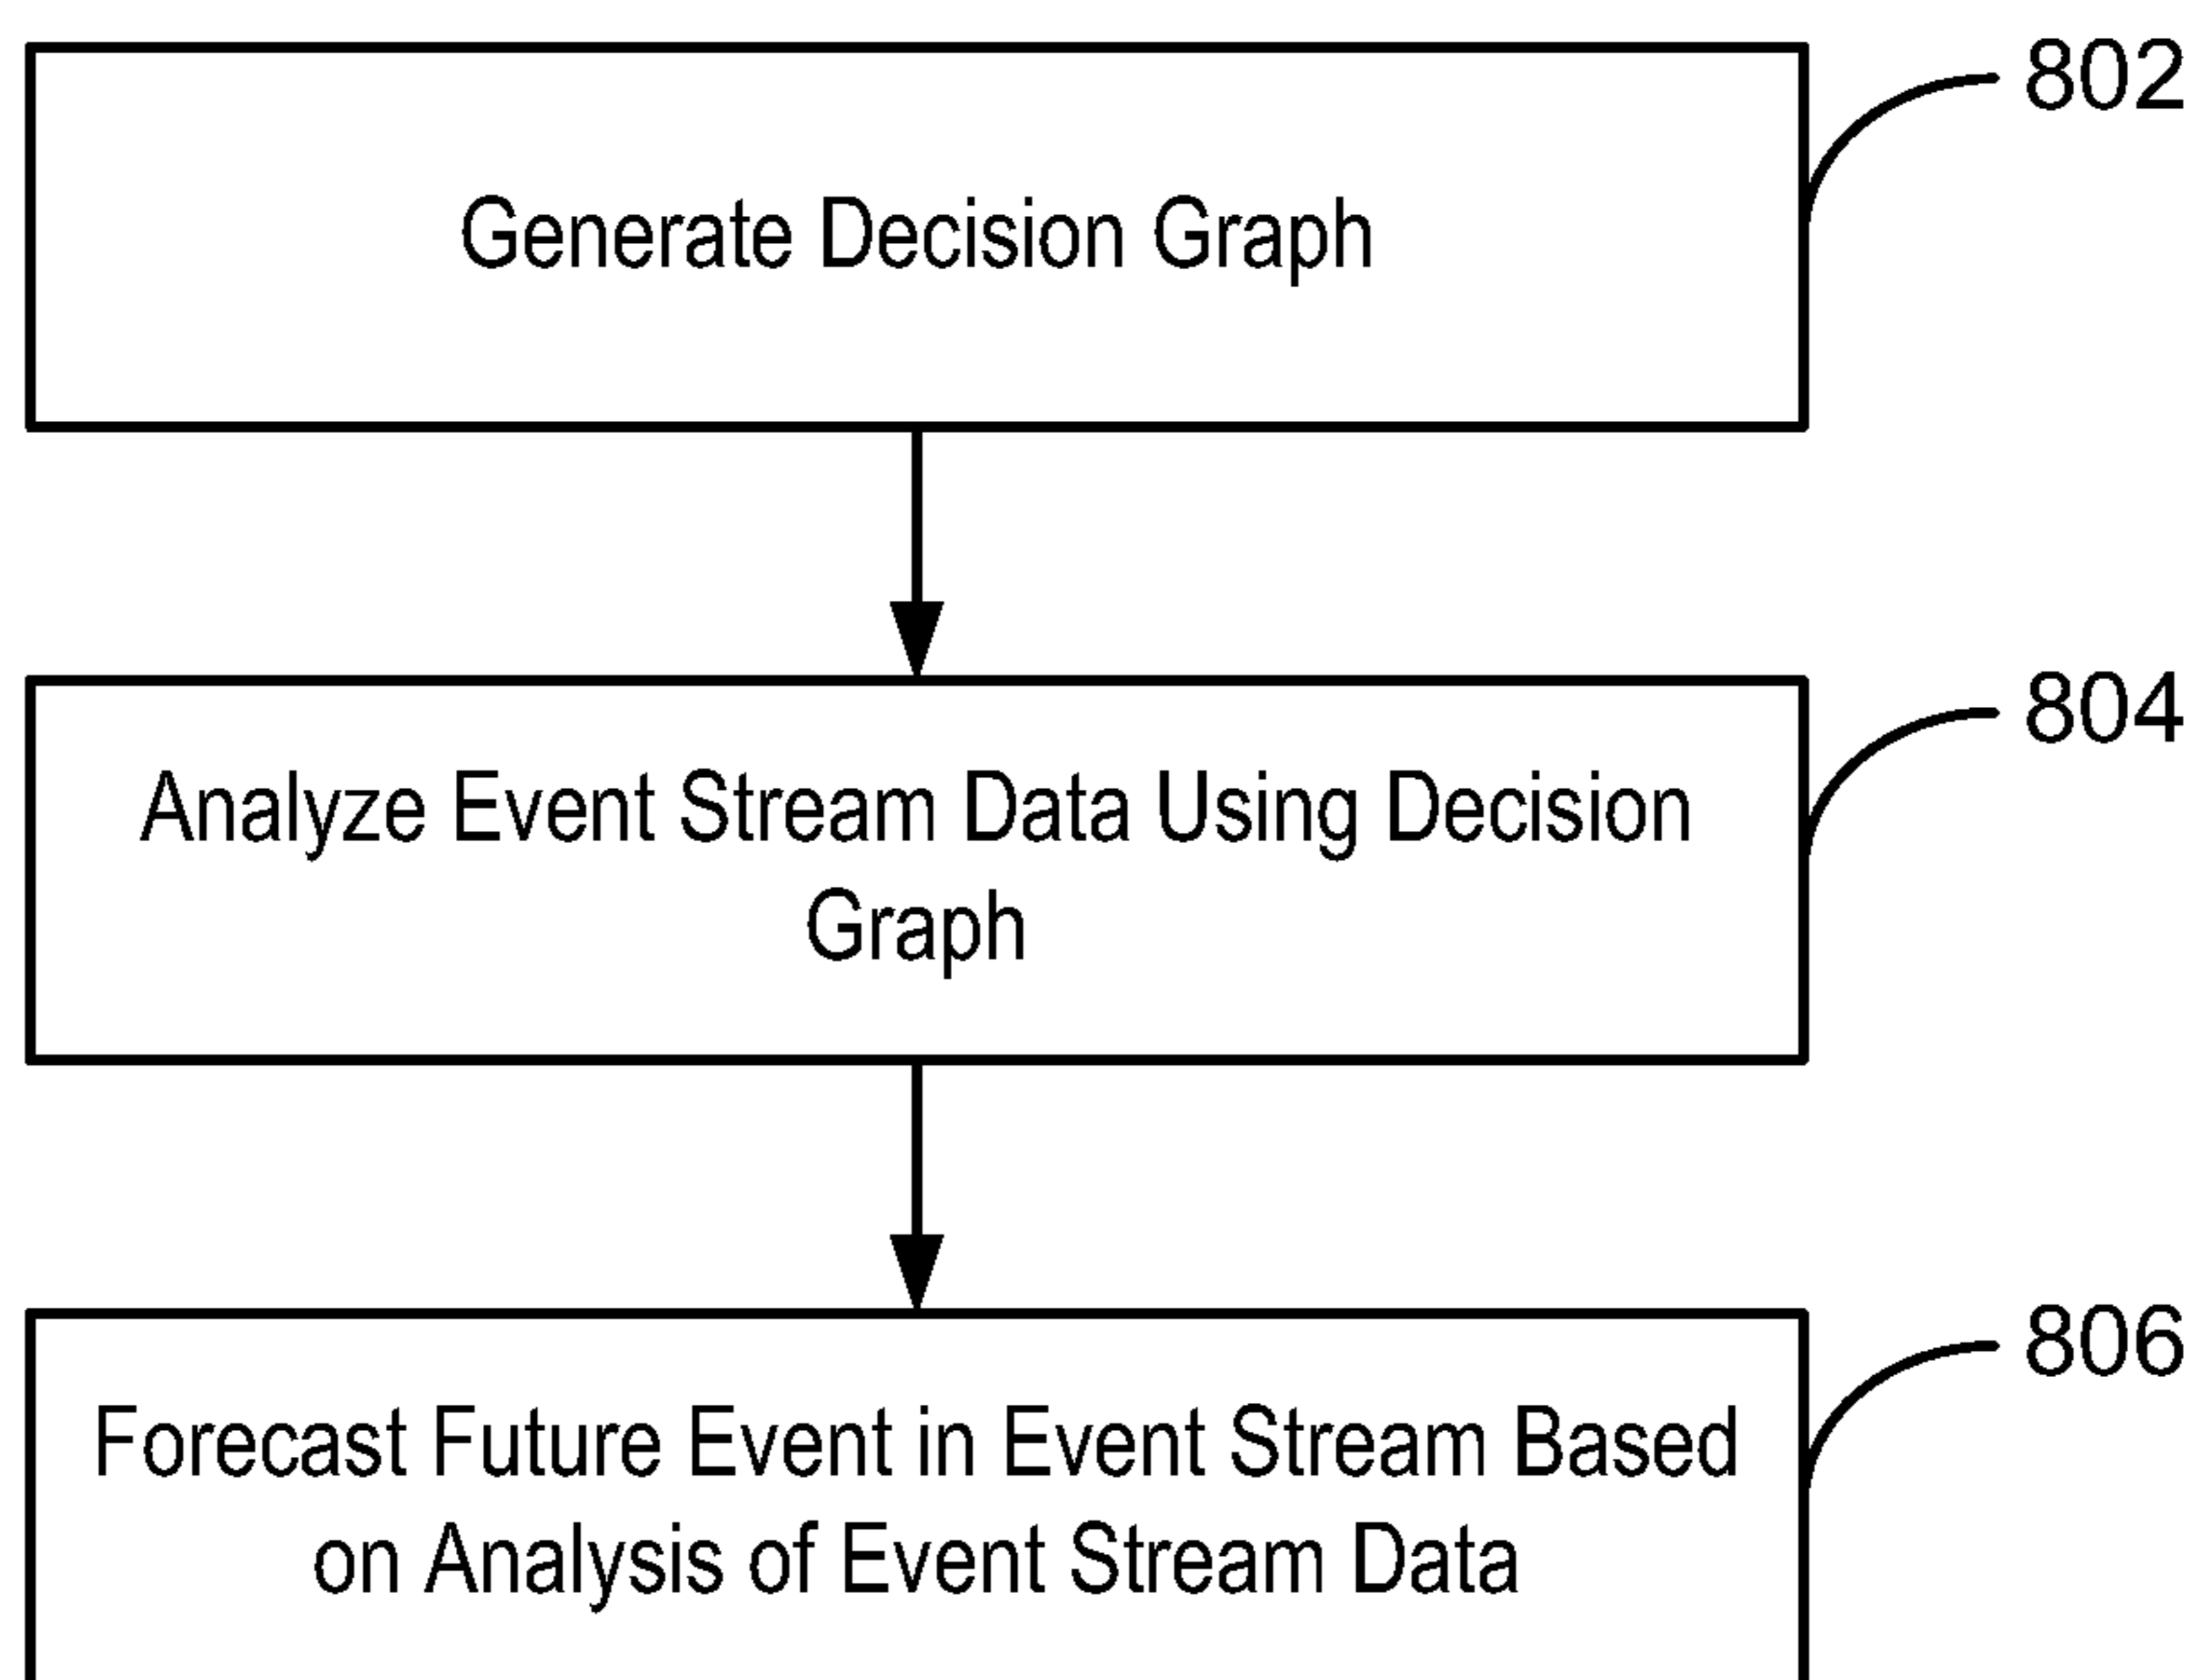 802
Generate Decision Graph
804
Analyze Event Stream Data Using Decision
Graph
806
Forecast Future Event in Event Stream Based
on Analysis of Event Stream Data